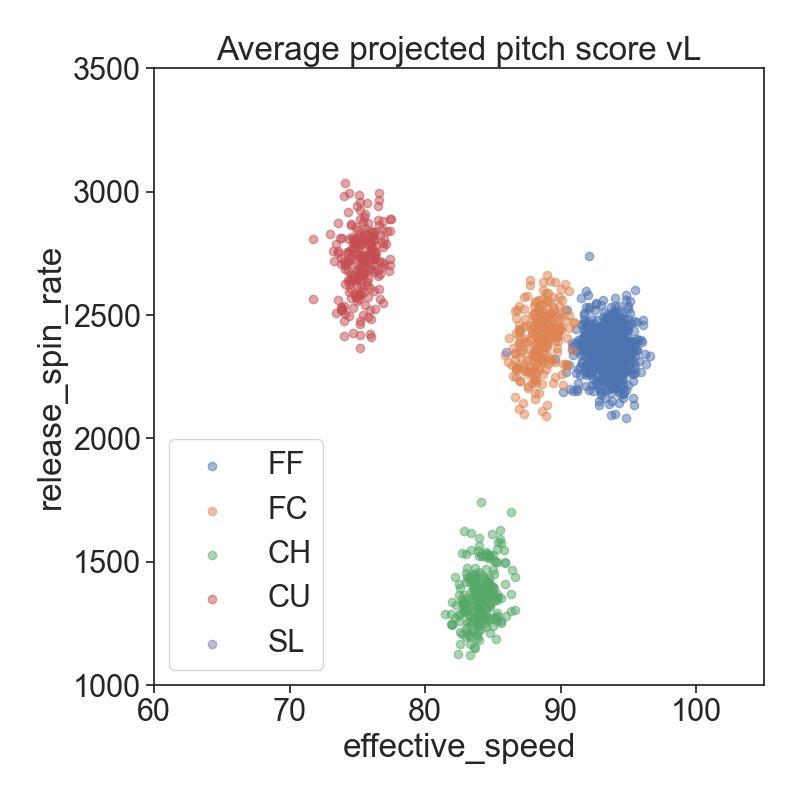 Average projected pitch score vL
3500
3000
2500
2000
1500
1000
release_spin_rate
FF
FC
CH
CU
SL
60 70 80 90 100
effective_speed